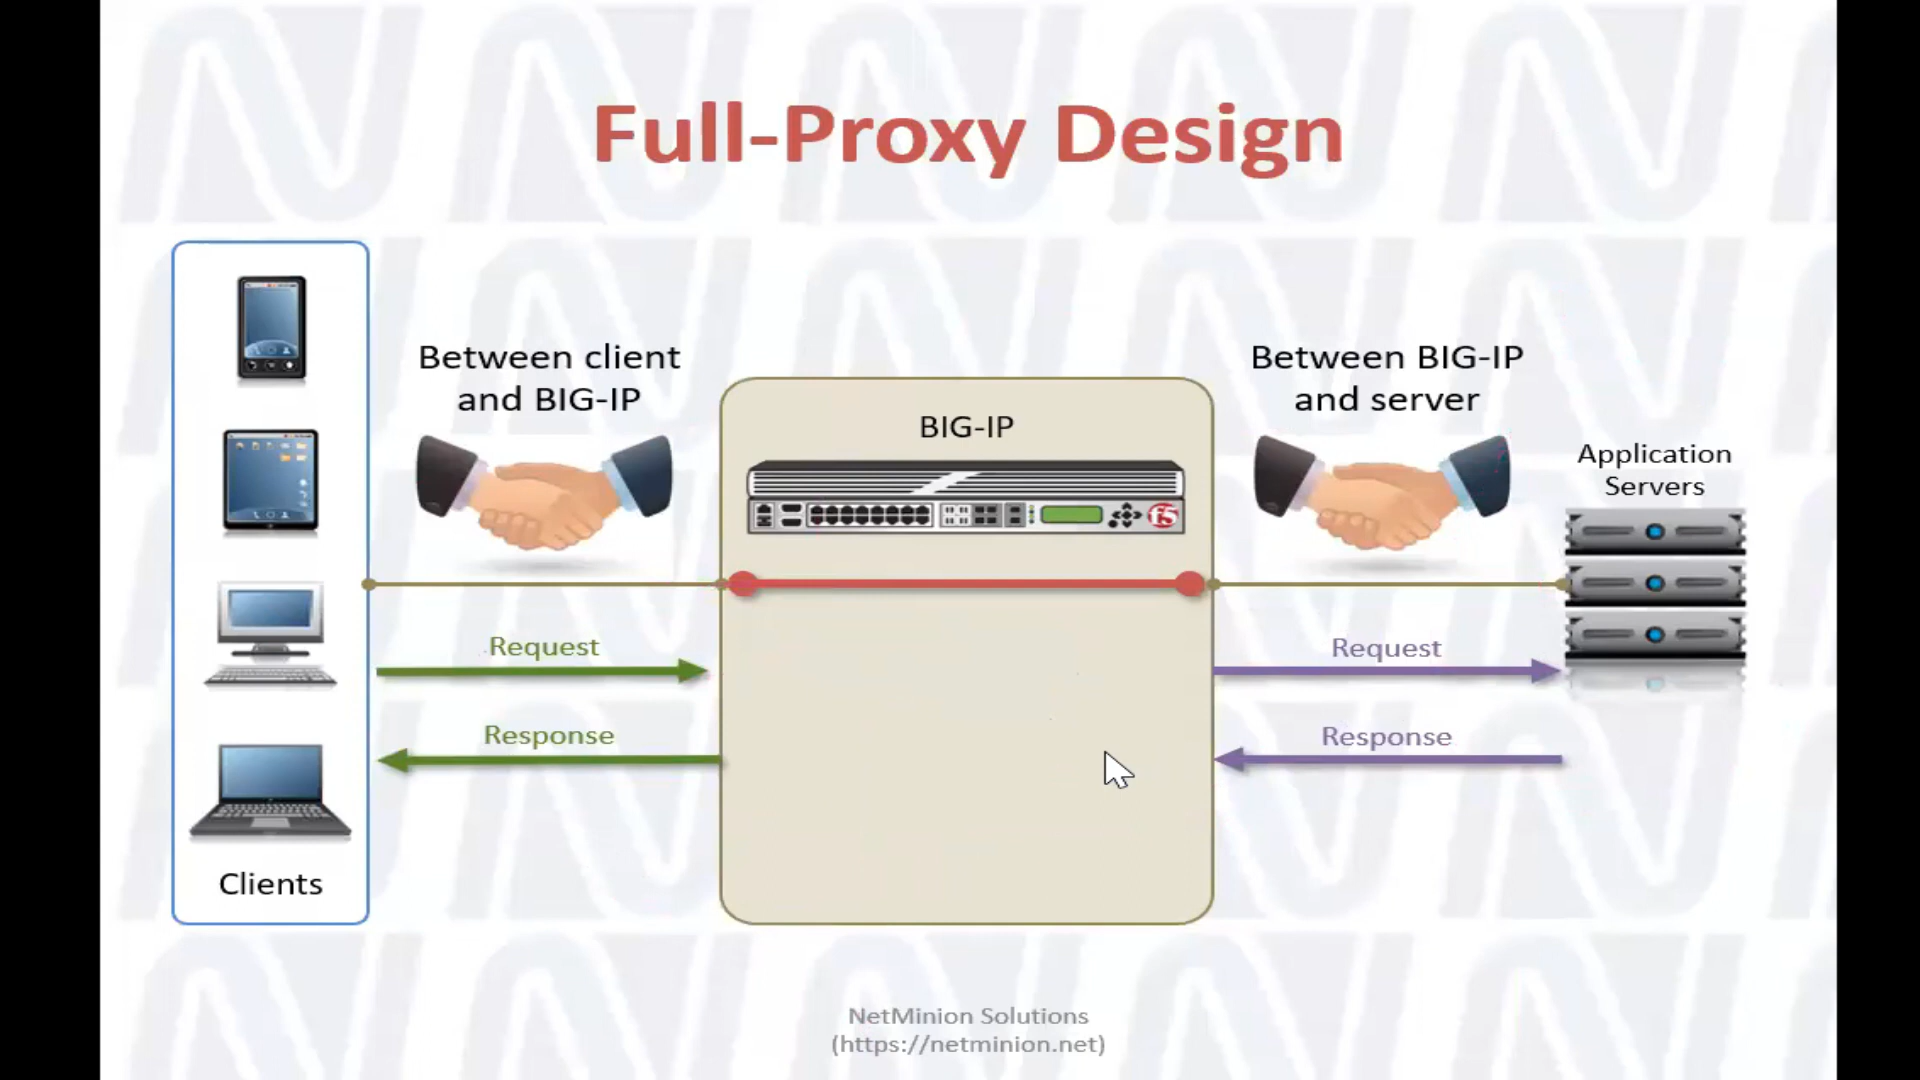 Full-Proxy Design
Between client
and BIG-IP
Between BIG-IP
and server
BIG-IP
f5
Application
Servers
Request
Request
Response
Response
Clients
NetMinion Solutions
(https://netminion.net)